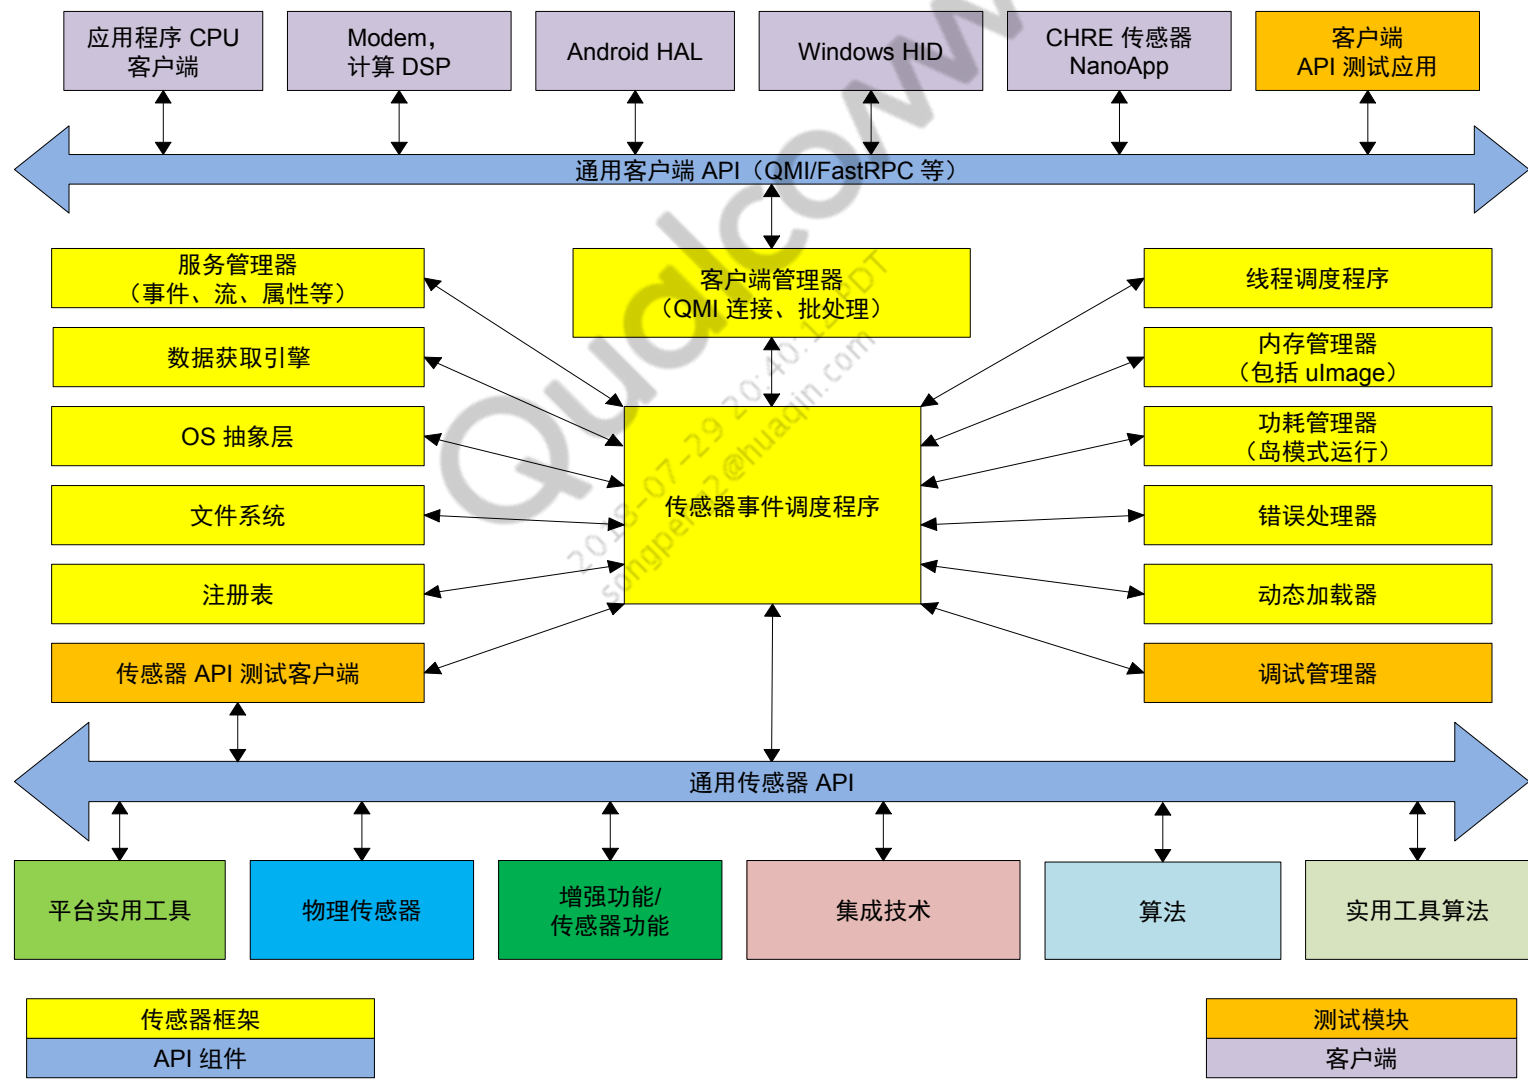 应用程序 CPU
客户端
Modem，
计算 DSP
Android HAL
Windows HID
CHRE 传感器
NanoApp
客户端
API 测试应用
通用客户端 API（QMI/FastRPC 等）
服务管理器
（事件、流、属性等）
客户端管理器
（QMI 连接、批处理）
线程调度程序
数据获取引擎
内存管理器
（包括 uImage）
OS 抽象层
功耗管理器
（岛模式运行）
传感器事件调度程序
文件系统
错误处理器
注册表
动态加载器
传感器 API 测试客户端
调试管理器
通用传感器 API
平台实用工具
物理传感器
增强功能/
传感器功能
集成技术
算法
实用工具算法
传感器框架
API 组件
测试模块
客户端
Qualcomm